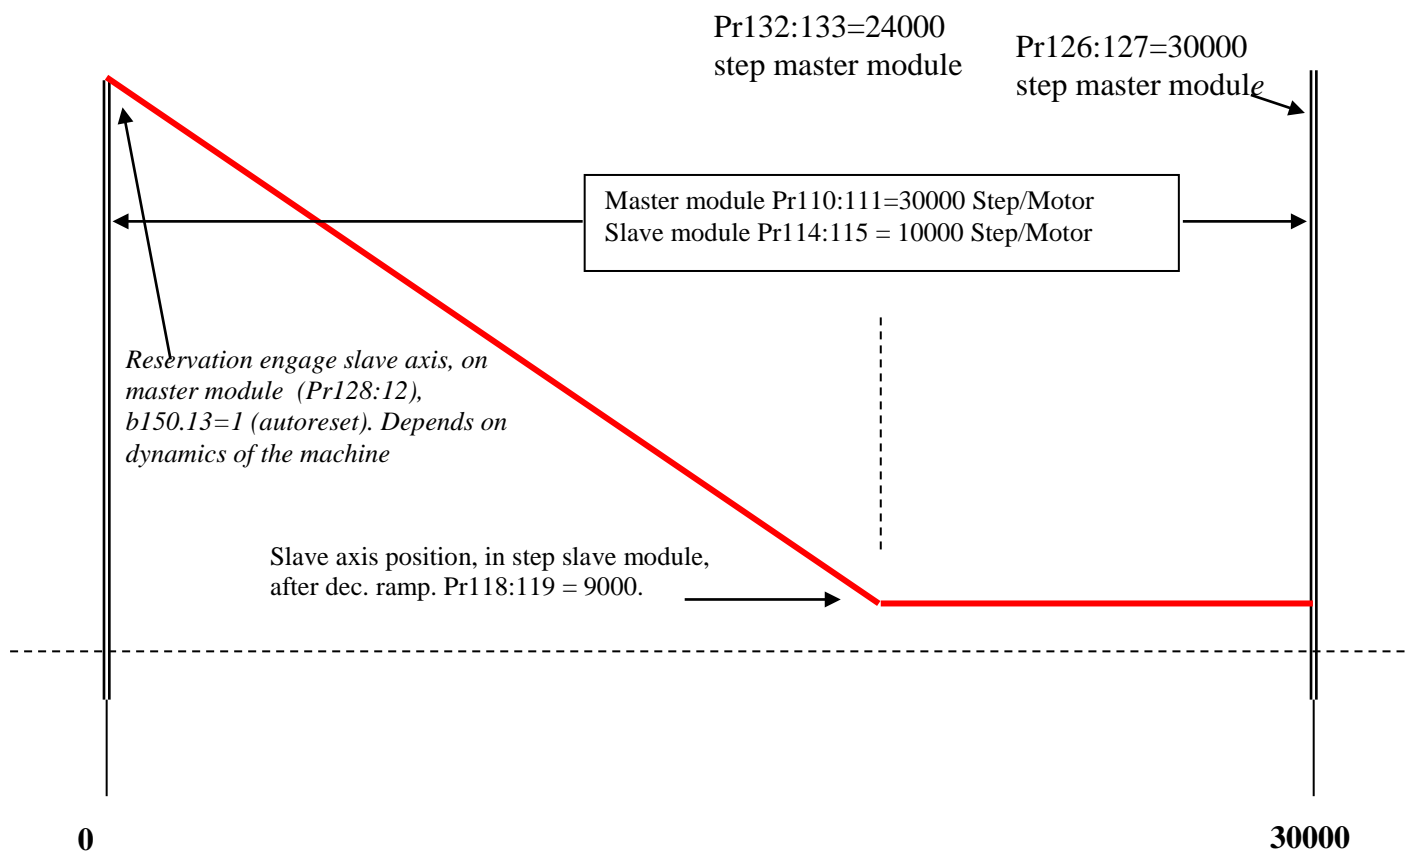 Pr132:133=24000
step master module
Pr126:127=30000
step master module
Master module Pr110:111=30000 Step/Motor
Slave module Pr114:115 = 10000 Step/Motor
Reservation engage slave axis, on
master module (Pr128:12),
b150.13=1 (autoreset). Depends on
dynamics of the machine
Slave axis position, in step slave module,
after dec. ramp. Pr118:119 = 9000.
0
30000